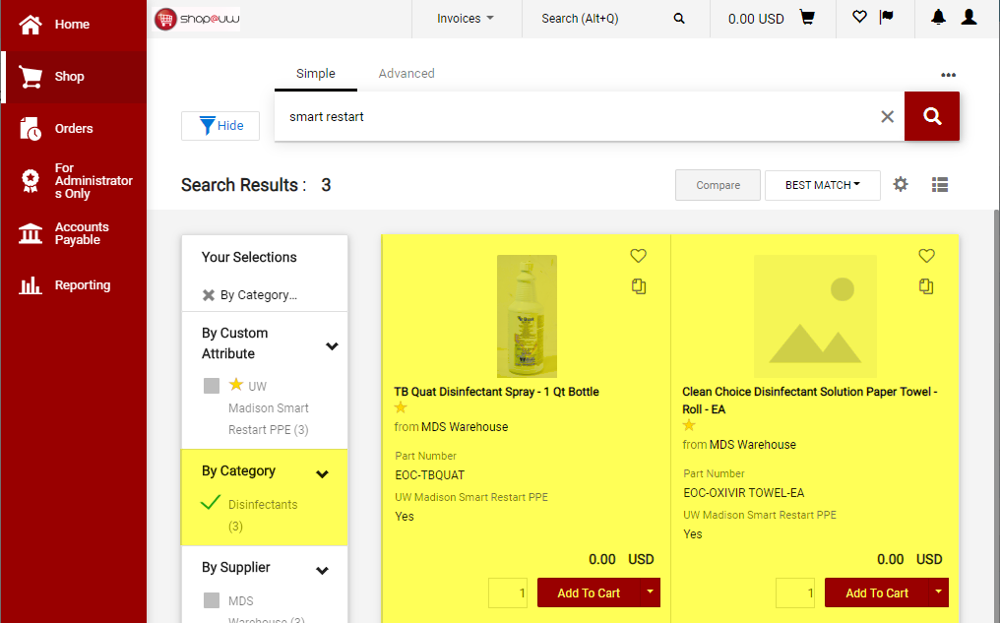 Home
Shop
Orders
For
Administrator
s Only
Accounts
Payable
Reporting
shop@UW
Invoices
Search (Alt+Q)
0.00 USD
Simple
Advanced
Hide
smart restart
Search Results : 3
Compare
BEST MATCH
Your Selections
By Category...
By Custom
Attribute
UW
Madison Smart
Restart PPE (3)
By Category
Disinfectants
(3)
By Supplier
MDS
Warehouse (3)
TB Quat Disinfectant Spray - 1 Qt Bottle
from MDS Warehouse
Part Number
EOC-TBQUAT
UW Madison Smart Restart PPE
Yes
0.00 USD
1
Add To Cart
Clean Choice Disinfectant Solution Paper Towel -
Roll - EA
from MDS Warehouse
Part Number
EOC-OXIVIR TOWEL-EA
UW Madison Smart Restart PPE
Yes
0.00 USD
1
Add To Cart